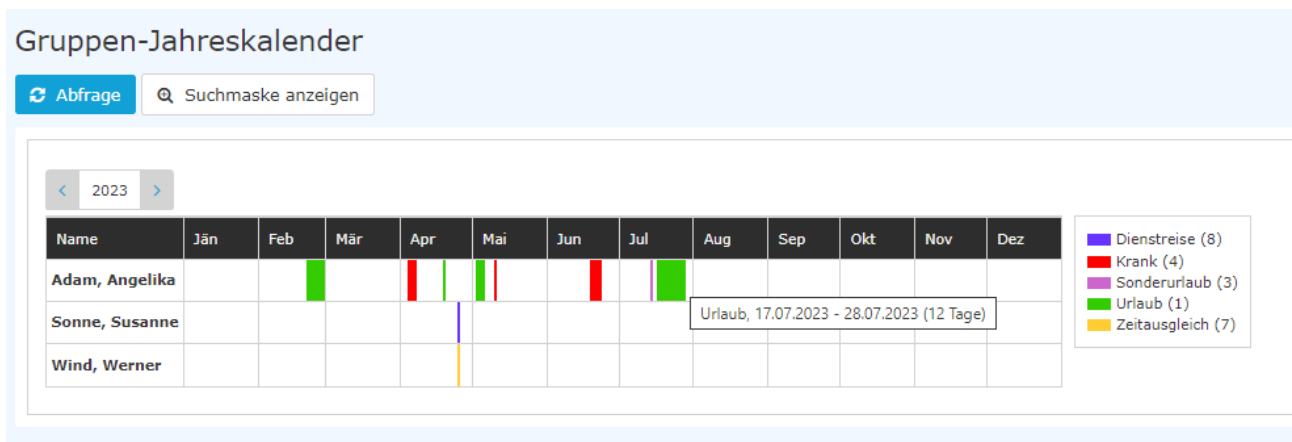 Gruppen-Jahreskalender
Abfrage Suchmaske anzeigen
< 2023 >
Name Jän Feb Mär Apr Mai Jun Jul Aug Sep Okt Nov Dez
Adam, Angelika
Sonne, Susanne
Wind, Werner
Urlaub, 17.07.2023 - 28.07.2023 (12 Tage)
Dienstreise (8)
Krank (4)
Sonderurlaub (3)
Urlaub (1)
Zeitausgleich (7)